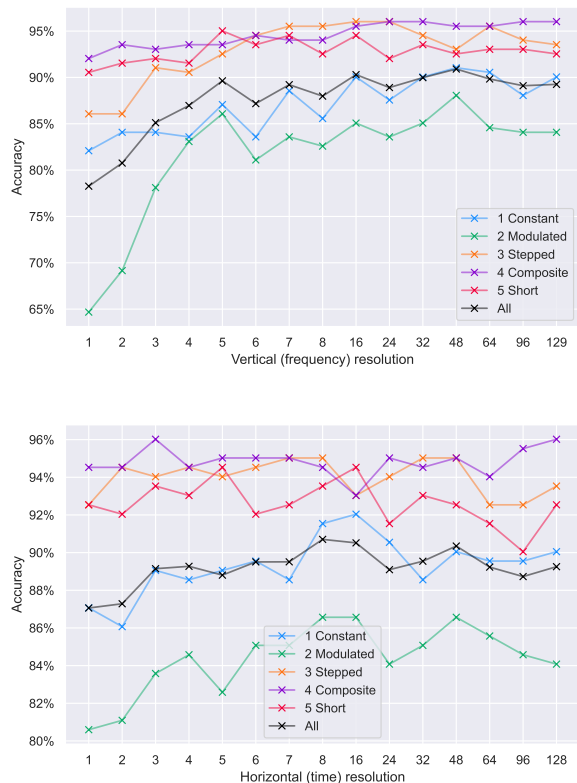 95%
90%
85%
80%
75%
70%
65%
Accuracy
1 Constant
2 Modulated
3 Stepped
4 Composite
5 Short
All
1 2 3 4 5 6 7 8 16 24 32 48 64 96 129
Vertical (frequency) resolution
96%
94%
92%
90%
88%
86%
84%
82%
80%
Accuracy
1 Constant
2 Modulated
3 Stepped
4 Composite
5 Short
All
1 2 3 4 5 6 7 8 16 24 32 48 64 96 128
Horizontal (time) resolution